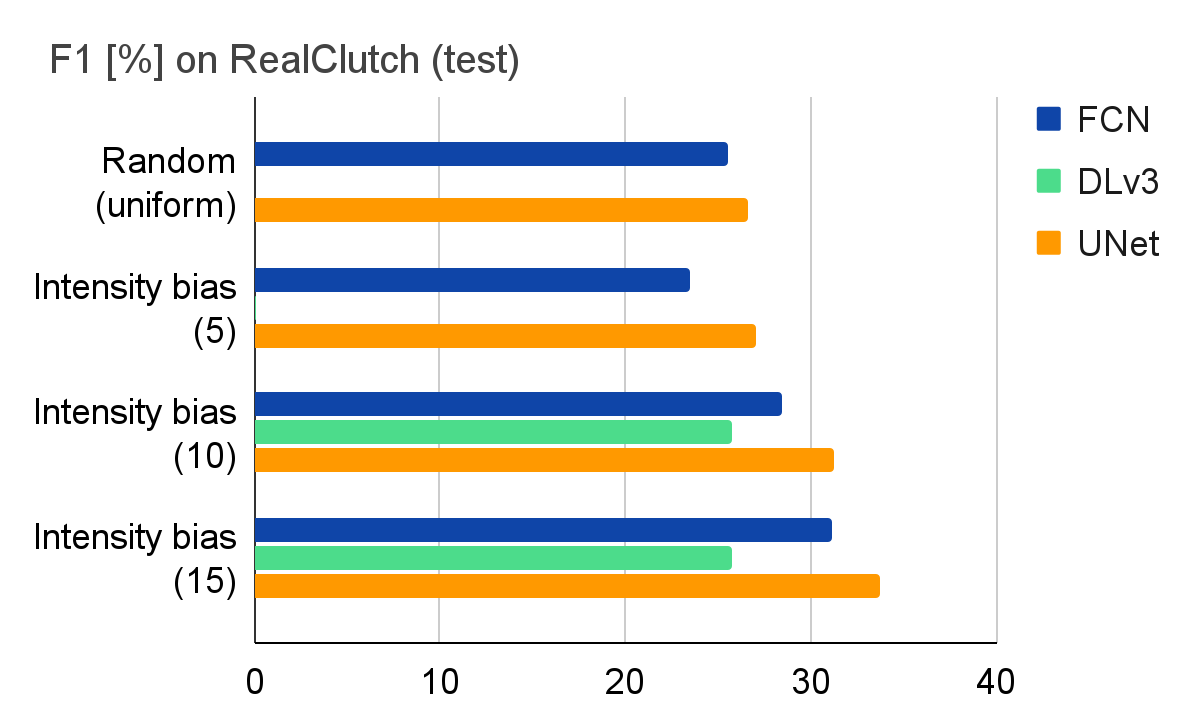 F1 [%] on RealClutch (test)
FCN
DLv3
UNet
Random
(uniform)
Intensity bias
(5)
Intensity bias
(10)
Intensity bias
(15)
0 10 20 30 40